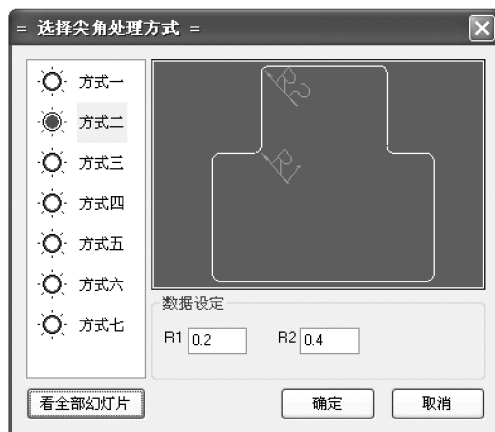 = 选择尖角处理方式 =
方式一
方式二
方式三
方式四
方式五
方式六
方式七
R2
R1
数据设定
R1 0.2 R2 0.4
看全部幻灯片 确定 取消